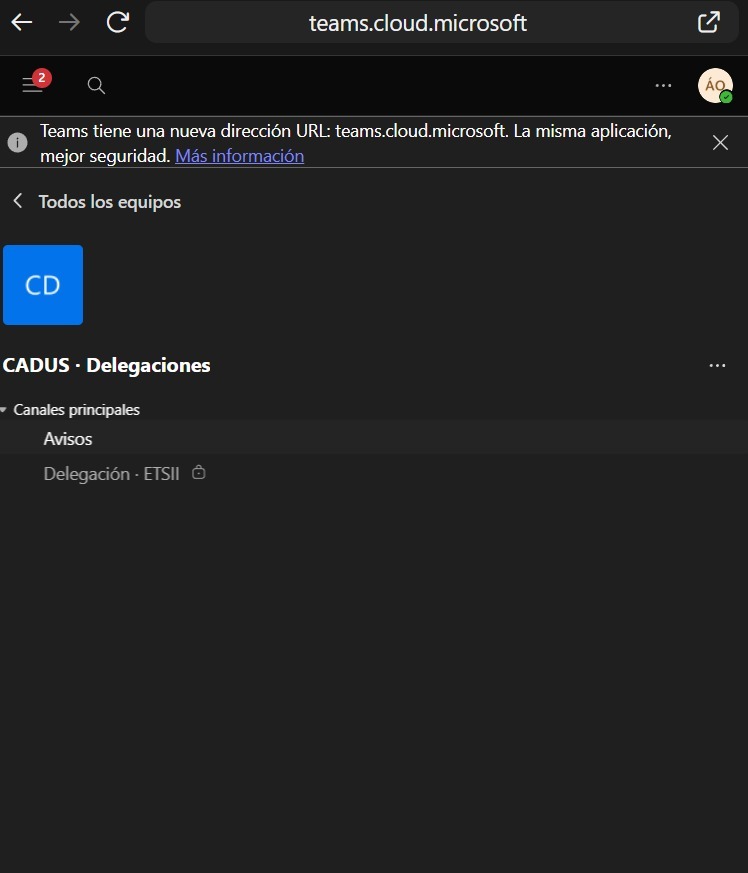 teams.cloud.microsoft
2
ÁO
Teams tiene una nueva dirección URL: teams.cloud.microsoft. La misma aplicación,
mejor seguridad. Más información
Todos los equipos
CD
CADUS · Delegaciones
Canales principales
Avisos
Delegación · ETSII